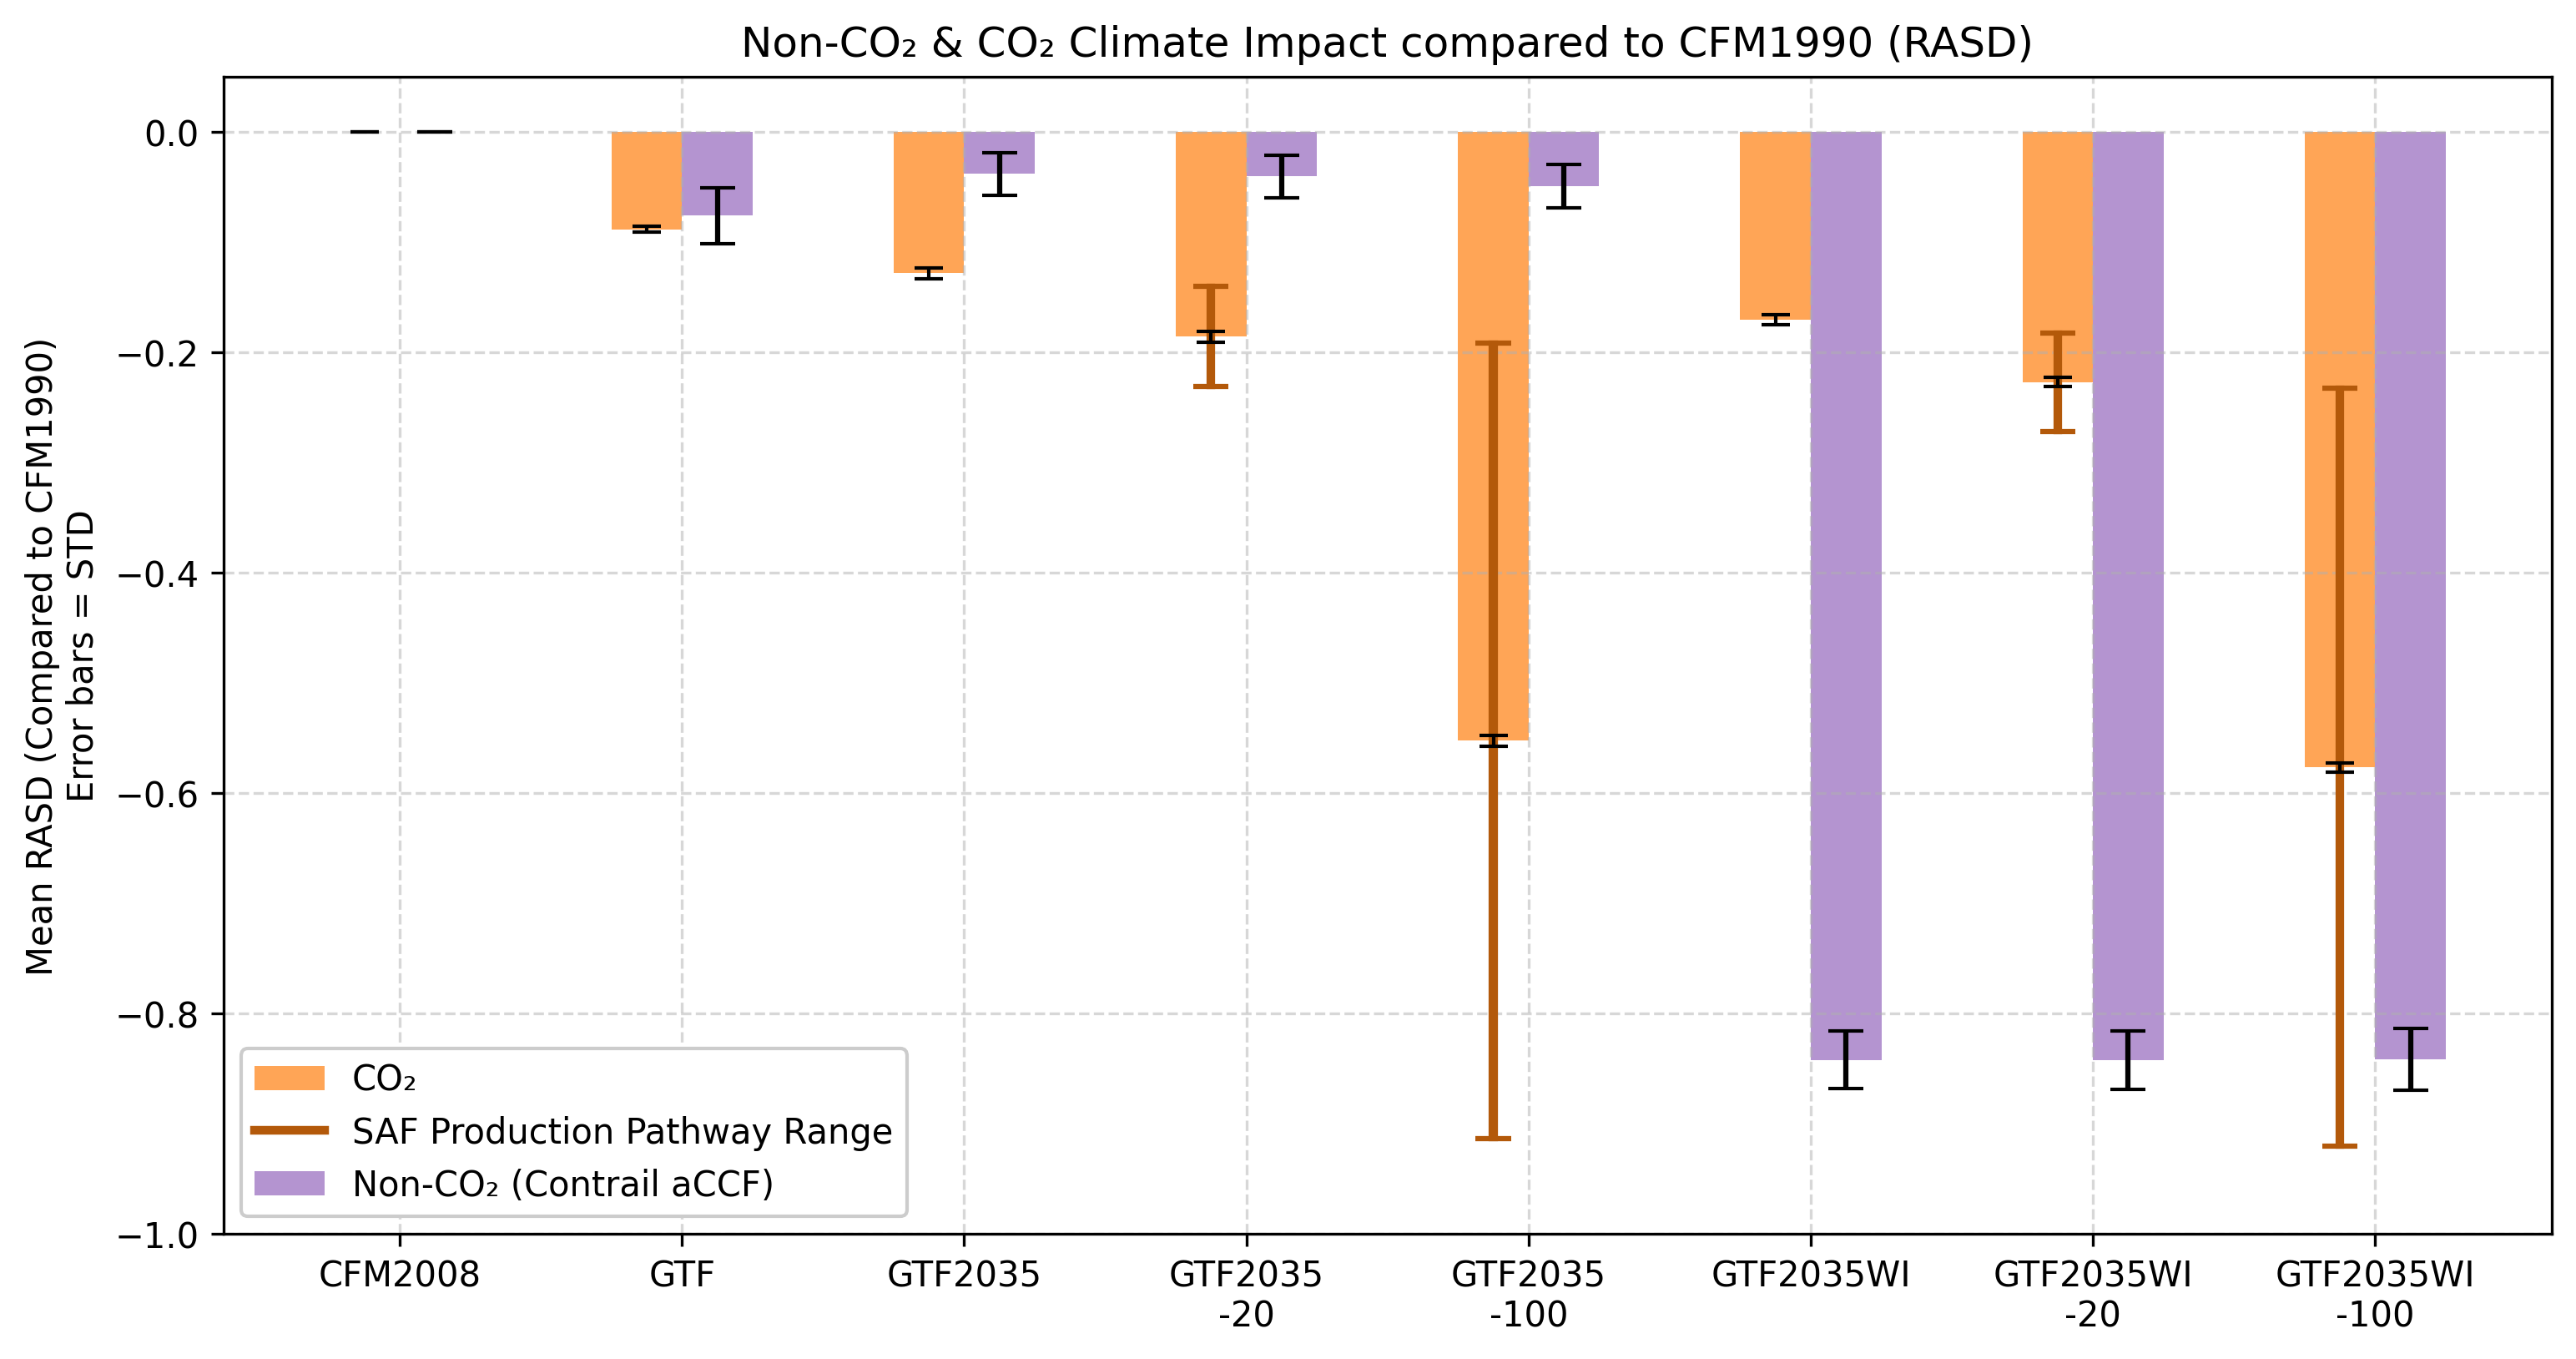 Non-CO₂ & CO₂ Climate Impact compared to CFM1990 (RASD)
Mean RASD (Compared to CFM1990)
Error bars = STD
0.0
−0.2
−0.4
−0.6
−0.8
−1.0
CO₂
SAF Production Pathway Range
Non-CO₂ (Contrail aCCF)
CFM2008
GTF
GTF2035
GTF2035
-20
GTF2035
-100
GTF2035WI
GTF2035WI
-20
GTF2035WI
-100